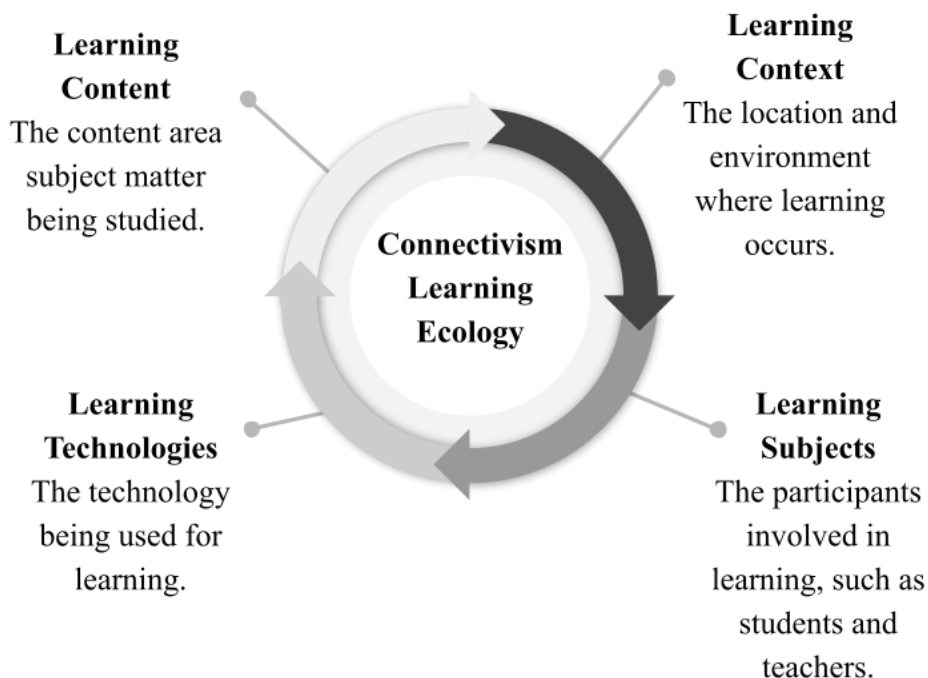 Learning
Content
The content area
subject matter
being studied.
Learning
Context
The location and
environment
where learning
occurs.
Connectivism
Learning
Ecology
Learning
Technologies
The technology
being used for
learning.
Learning
Subjects
The participants
involved in
learning, such as
students and
teachers.